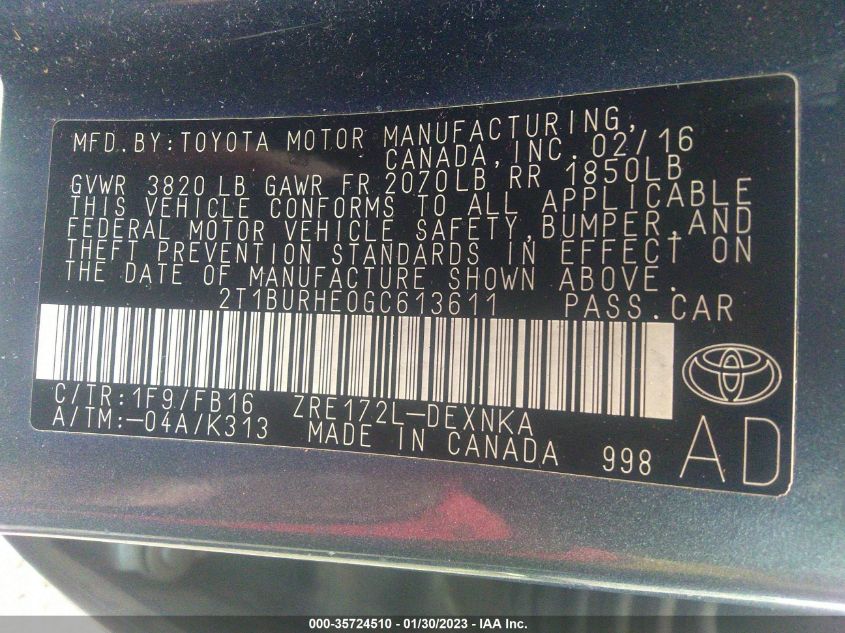 MFD.BY:TOYOTA MOTOR MANUFACTURING,
CANADA,INC. 02/16
GVWR 3820 LB GAWR FR 2070LB RR 1850LB
THIS VEHICLE CONFORMS TO ALL APPLICABLE
FEDERAL MOTOR VEHICLE SAFETY,BUMPER,AND
THEFT PREVENTION STANDARDS IN EFFECT ON
THE DATE OF MANUFACTURE SHOWN ABOVE.
2T1BURHE0GC613611 PASS.CAR
C/TR:1F9/FB16 ZRE172L-DEXNKA
A/TM:-04A/K313 MADE IN CANADA 998 AD
000-35724510 - 01/30/2023 - © IAA Inc.